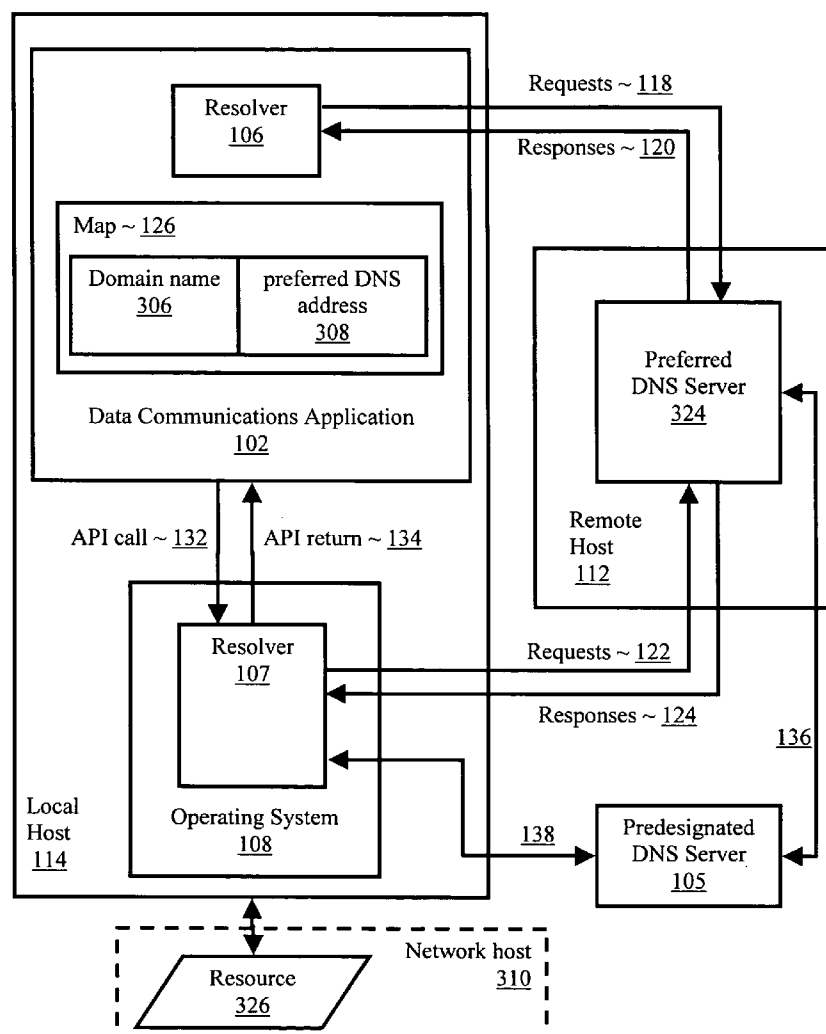 Requests ~ 118
Resolver
106
Responses ~ 120
Map ~ 126
Domain name
306
preferred DNS
address
308
Preferred
DNS Server
324
Data Communications Application
102
API call ~ 132
API return ~ 134
Remote
Host
112
Resolver
107
Requests ~ 122
Responses ~ 124
136
Operating System
108
138
Predesignated
DNS Server
105
Local
Host
114
Network host
310
Resource
326